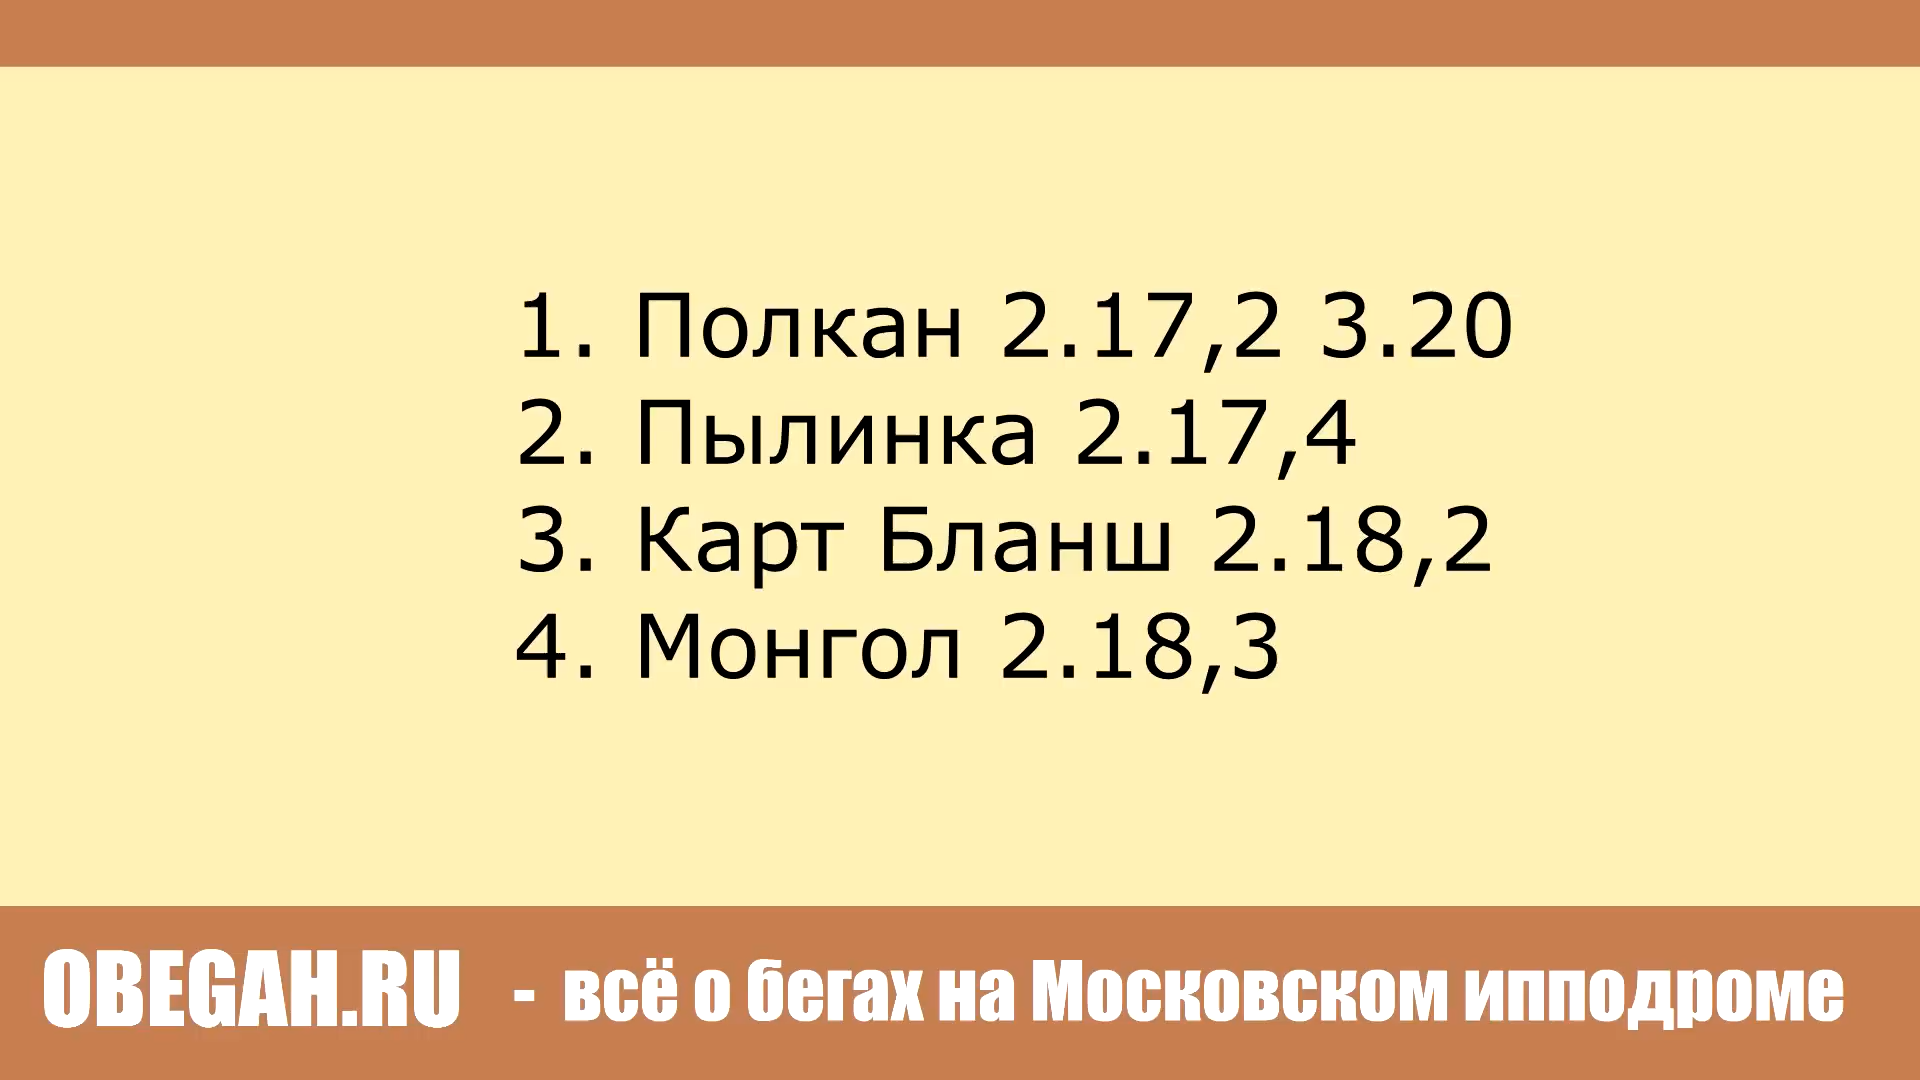 1. Полкан 2.17,2 3.20
2. Пылинка 2.17,4
3. Карт Бланш 2.18,2
4. Монгол 2.18,3
OBEGAH.RU - всё о бегах на Московском ипподроме